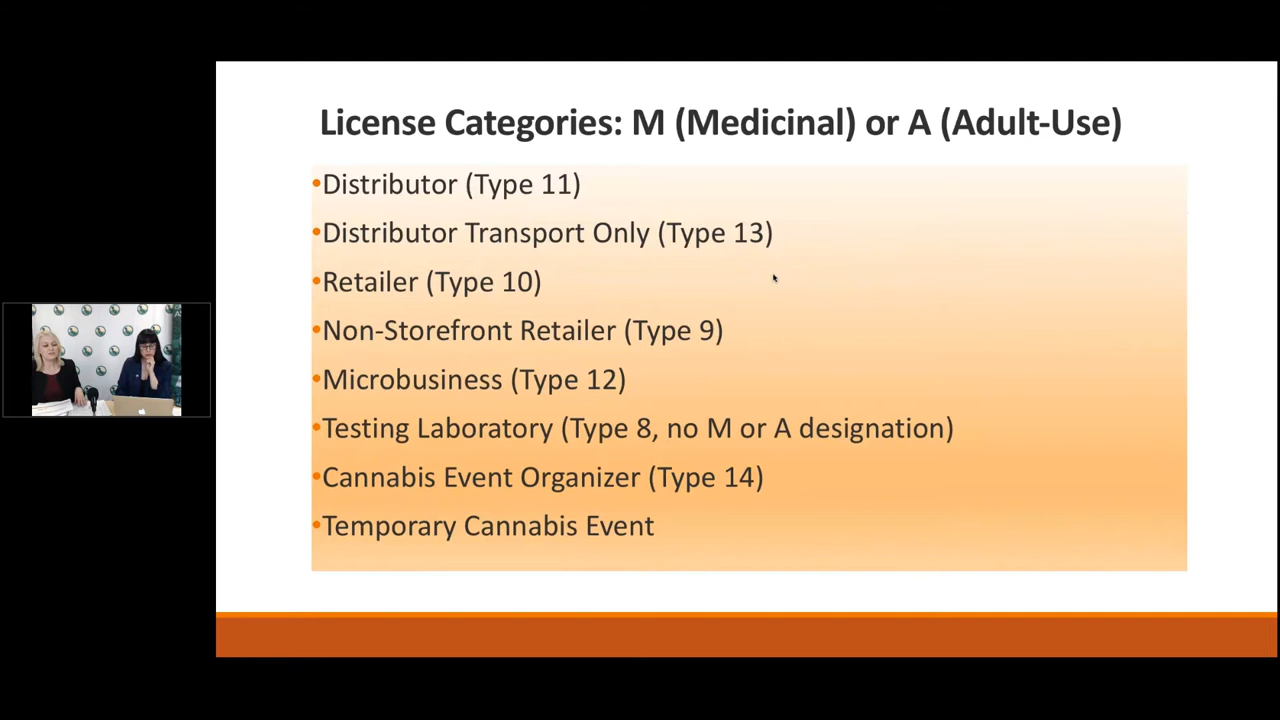 License Categories: M (Medicinal) or A (Adult-Use)
•Distributor (Type 11)
•Distributor Transport Only (Type 13)
•Retailer (Type 10)
•Non-Storefront Retailer (Type 9)
•Microbusiness (Type 12)
•Testing Laboratory (Type 8, no M or A designation)
•Cannabis Event Organizer (Type 14)
•Temporary Cannabis Event